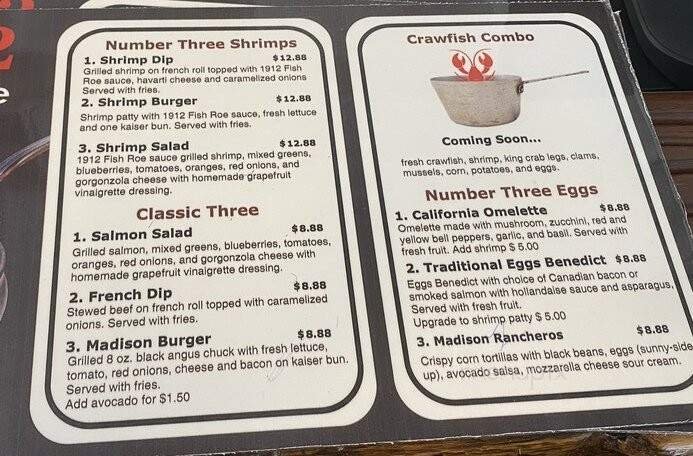 Number Three Shrimps
1. Shrimp Dip $12.88
Grilled shrimp on french roll topped with 1912 Fish
Roe sauce, havarti cheese and caramelized onions
Served with fries.
2. Shrimp Burger $12.88
Shrimp patty with 1912 Fish Roe sauce, fresh lettuce
and one kaiser bun. Served with fries.
3. Shrimp Salad $12.88
1912 Fish Roe sauce grilled shrimp, mixed greens,
blueberries, tomatoes, oranges, red onions, and
gorgonzola cheese with homemade grapefruit
vinaigrette dressing.
Classic Three
1. Salmon Salad $8.88
Grilled salmon, mixed greens, blueberries, tomatoes,
oranges, red onions, and gorgonzola cheese with
homemade grapefruit vinaigrette dressing.
2. French Dip $8.88
Stewed beef on french roll topped with caramelized
onions. Served with fries.
3. Madison Burger $8.88
Grilled 8 oz. black angus chuck with fresh lettuce,
tomato, red onions, cheese and bacon on kaiser bun.
Served with fries.
Add avocado for $1.50
Crawfish Combo
Coming Soon...
fresh crawfish, shrimp, king crab legs, clams,
mussels, corn, potatoes, and eggs.
Number Three Eggs
1. California Omelette $8.88
Omelette made with mushroom, zucchini, red and
yellow bell peppers, garlic, and basil. Served with
fresh fruit. Add shrimp $ 5.00
2. Traditional Eggs Benedict $8.88
Eggs Benedict with choice of Canadian bacon or
smoked salmon with hollandaise sauce and asparagus,
Served with fresh fruit.
Upgrade to shrimp patty $ 5.00
3. Madison Rancheros $8.88
Crispy corn tortillas with black beans, eggs (sunny-side
up), avocado salsa, mozzarella cheese sour cream.